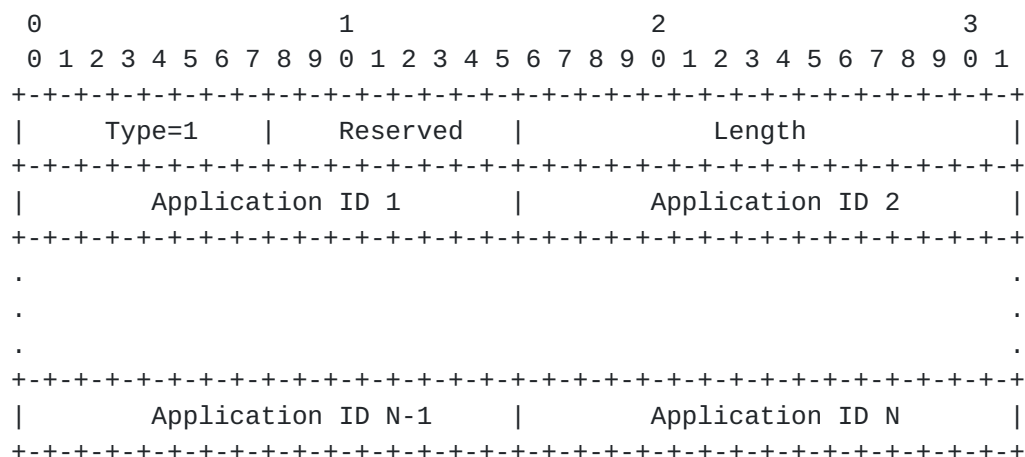 0                   1                   2                   3
 0 1 2 3 4 5 6 7 8 9 0 1 2 3 4 5 6 7 8 9 0 1 2 3 4 5 6 7 8 9 0 1
+-+-+-+-+-+-+-+-+-+-+-+-+-+-+-+-+-+-+-+-+-+-+-+-+-+-+-+-+-+-+-+-+
|     Type=1    |    Reserved   |            Length             |
+-+-+-+-+-+-+-+-+-+-+-+-+-+-+-+-+-+-+-+-+-+-+-+-+-+-+-+-+-+-+-+-+
|        Application ID 1       |        Application ID 2       |
+-+-+-+-+-+-+-+-+-+-+-+-+-+-+-+-+-+-+-+-+-+-+-+-+-+-+-+-+-+-+-+-+
.                                                               .
.                                                               .
.                                                               .
+-+-+-+-+-+-+-+-+-+-+-+-+-+-+-+-+-+-+-+-+-+-+-+-+-+-+-+-+-+-+-+-+
|        Application ID N-1     |        Application ID N       |
+-+-+-+-+-+-+-+-+-+-+-+-+-+-+-+-+-+-+-+-+-+-+-+-+-+-+-+-+-+-+-+-+